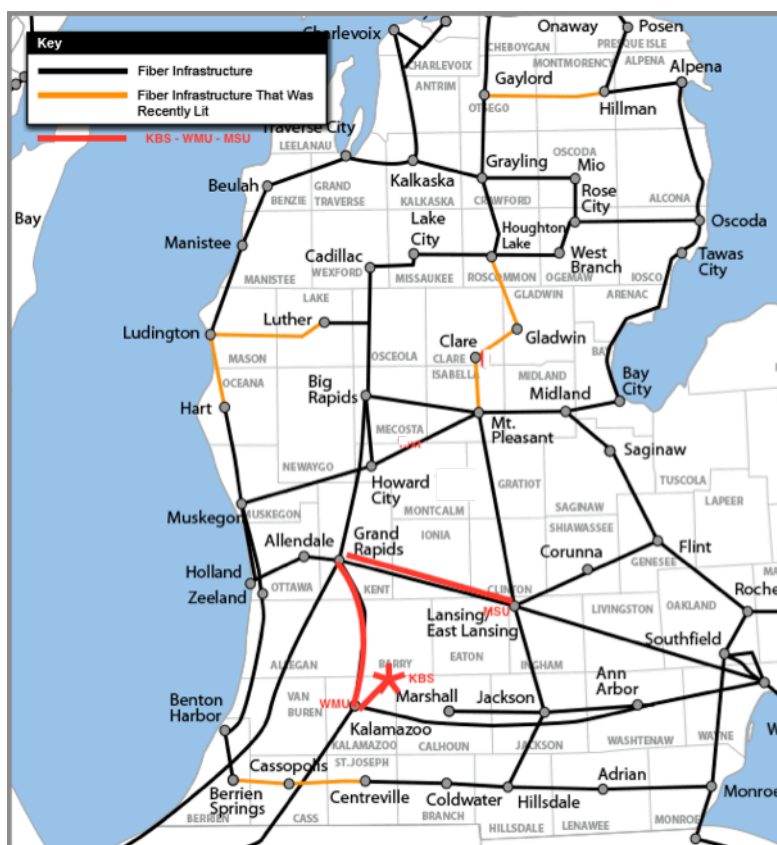 Charlevoix
Onaway
Posen
Key
CHEBOYGAN
PRESQUE ISLE
Fiber Infrastructure
CHARLEVOIX
MONTMORENCY
ALPENA
Gaylord
Alpena
Fiber Infrastructure That Was
Recently Lit
ANTRIM
OTSEGO
Hillman
KBS - WMU - MSU
Traverse City
LEELANAU
Grayling
OSCODA
Mio
Beulah
GRAND
TRAVERSE
BENZIE
Kalkaska
KALKASKA
CRAWFORD
Rose
City
ALCONA
Bay
Lake
City
Houghton
Lake
Oscoda
Manistee
Cadillac
WEXFORD
West
Branch
Tawas
City
MANISTEE
MISSAUKEE
ROSCOMMON
OGEMAW
IOSCO
LAKE
GLADWIN
ARENAC
Luther
Ludington
Clare
Gladwin
MASON
OSCEOLA
CLARE
ISABELLA
MIDLAND
BAY
OCEANA
Big
Rapids
Midland
Bay
City
Hart
Mt.
Pleasant
MECOSTA
Saginaw
NEWAYGO
Howard
City
GRATIOT
TUSCOLA
Muskegon
MUSKEGON
MONTCALM
SAGINAW
LAPEER
Allendale
Grand
Rapids
IONIA
SHIAWASSEE
Corunna
Flint
GENESEE
Holland
Zeeland
OTTAWA
KENT
CLINTON
MSU
Lansing/
East Lansing
LIVINGSTON
OAKLAND
Roche
Southfield
ALLEGAN
BARRY
EATON
INGHAM
KBS
Ann
Arbor
Benton
Harbor
VAN
BUREN
WMU
Marshall
Jackson
Kalamazoo
KALAMAZOO
CALHOUN
JACKSON
WASHTENAW
WAYNE
W
Cassopolis
ST.JOSEPH
Berrien
Springs
Centreville
Coldwater
Hillsdale
Adrian
Monroe
BERRIEN
CASS
BRANCH
HILLSDALE
LENAWEE
MONROE